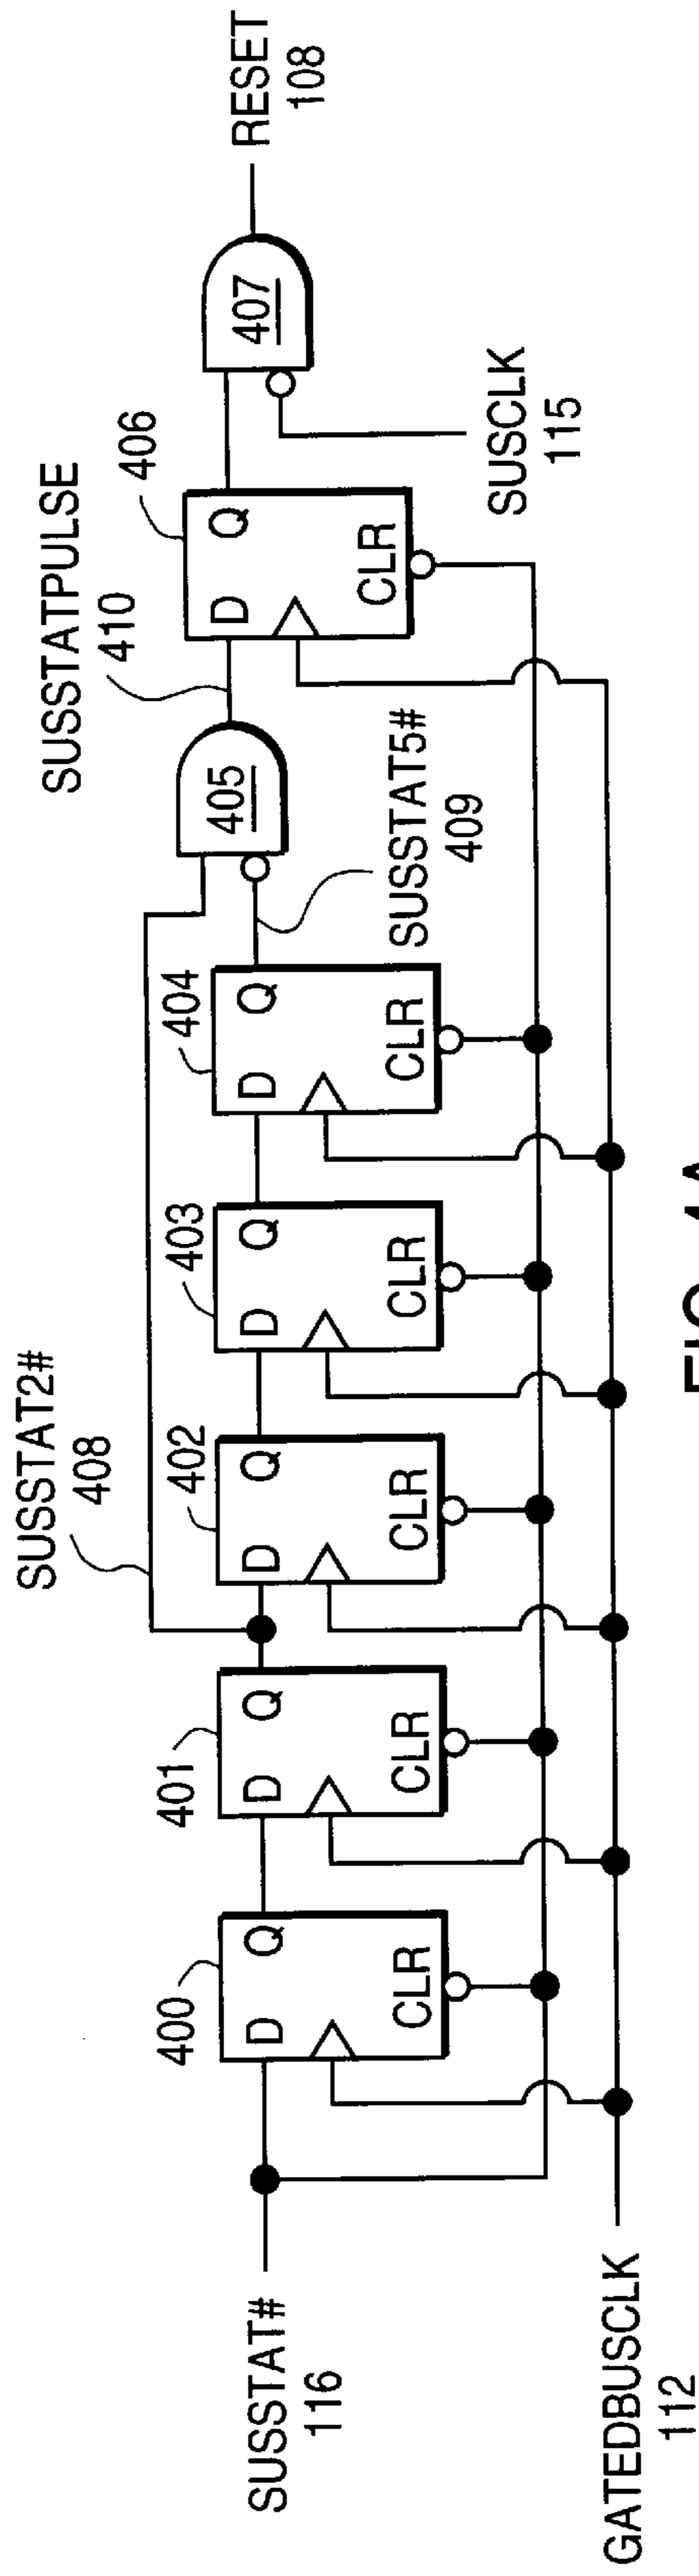 SUSSTAT2#
408
SUSSTATPULSE
410
RESET
108
400
401
402
403
404
406
D Q
CLR
D Q
CLR
D Q
CLR
D Q
CLR
D Q
CLR
405
D Q
CLR
407
SUSSTAT#
116
SUSSTAT5#
409
SUSCLK
115
GATEDBUSCLK
112